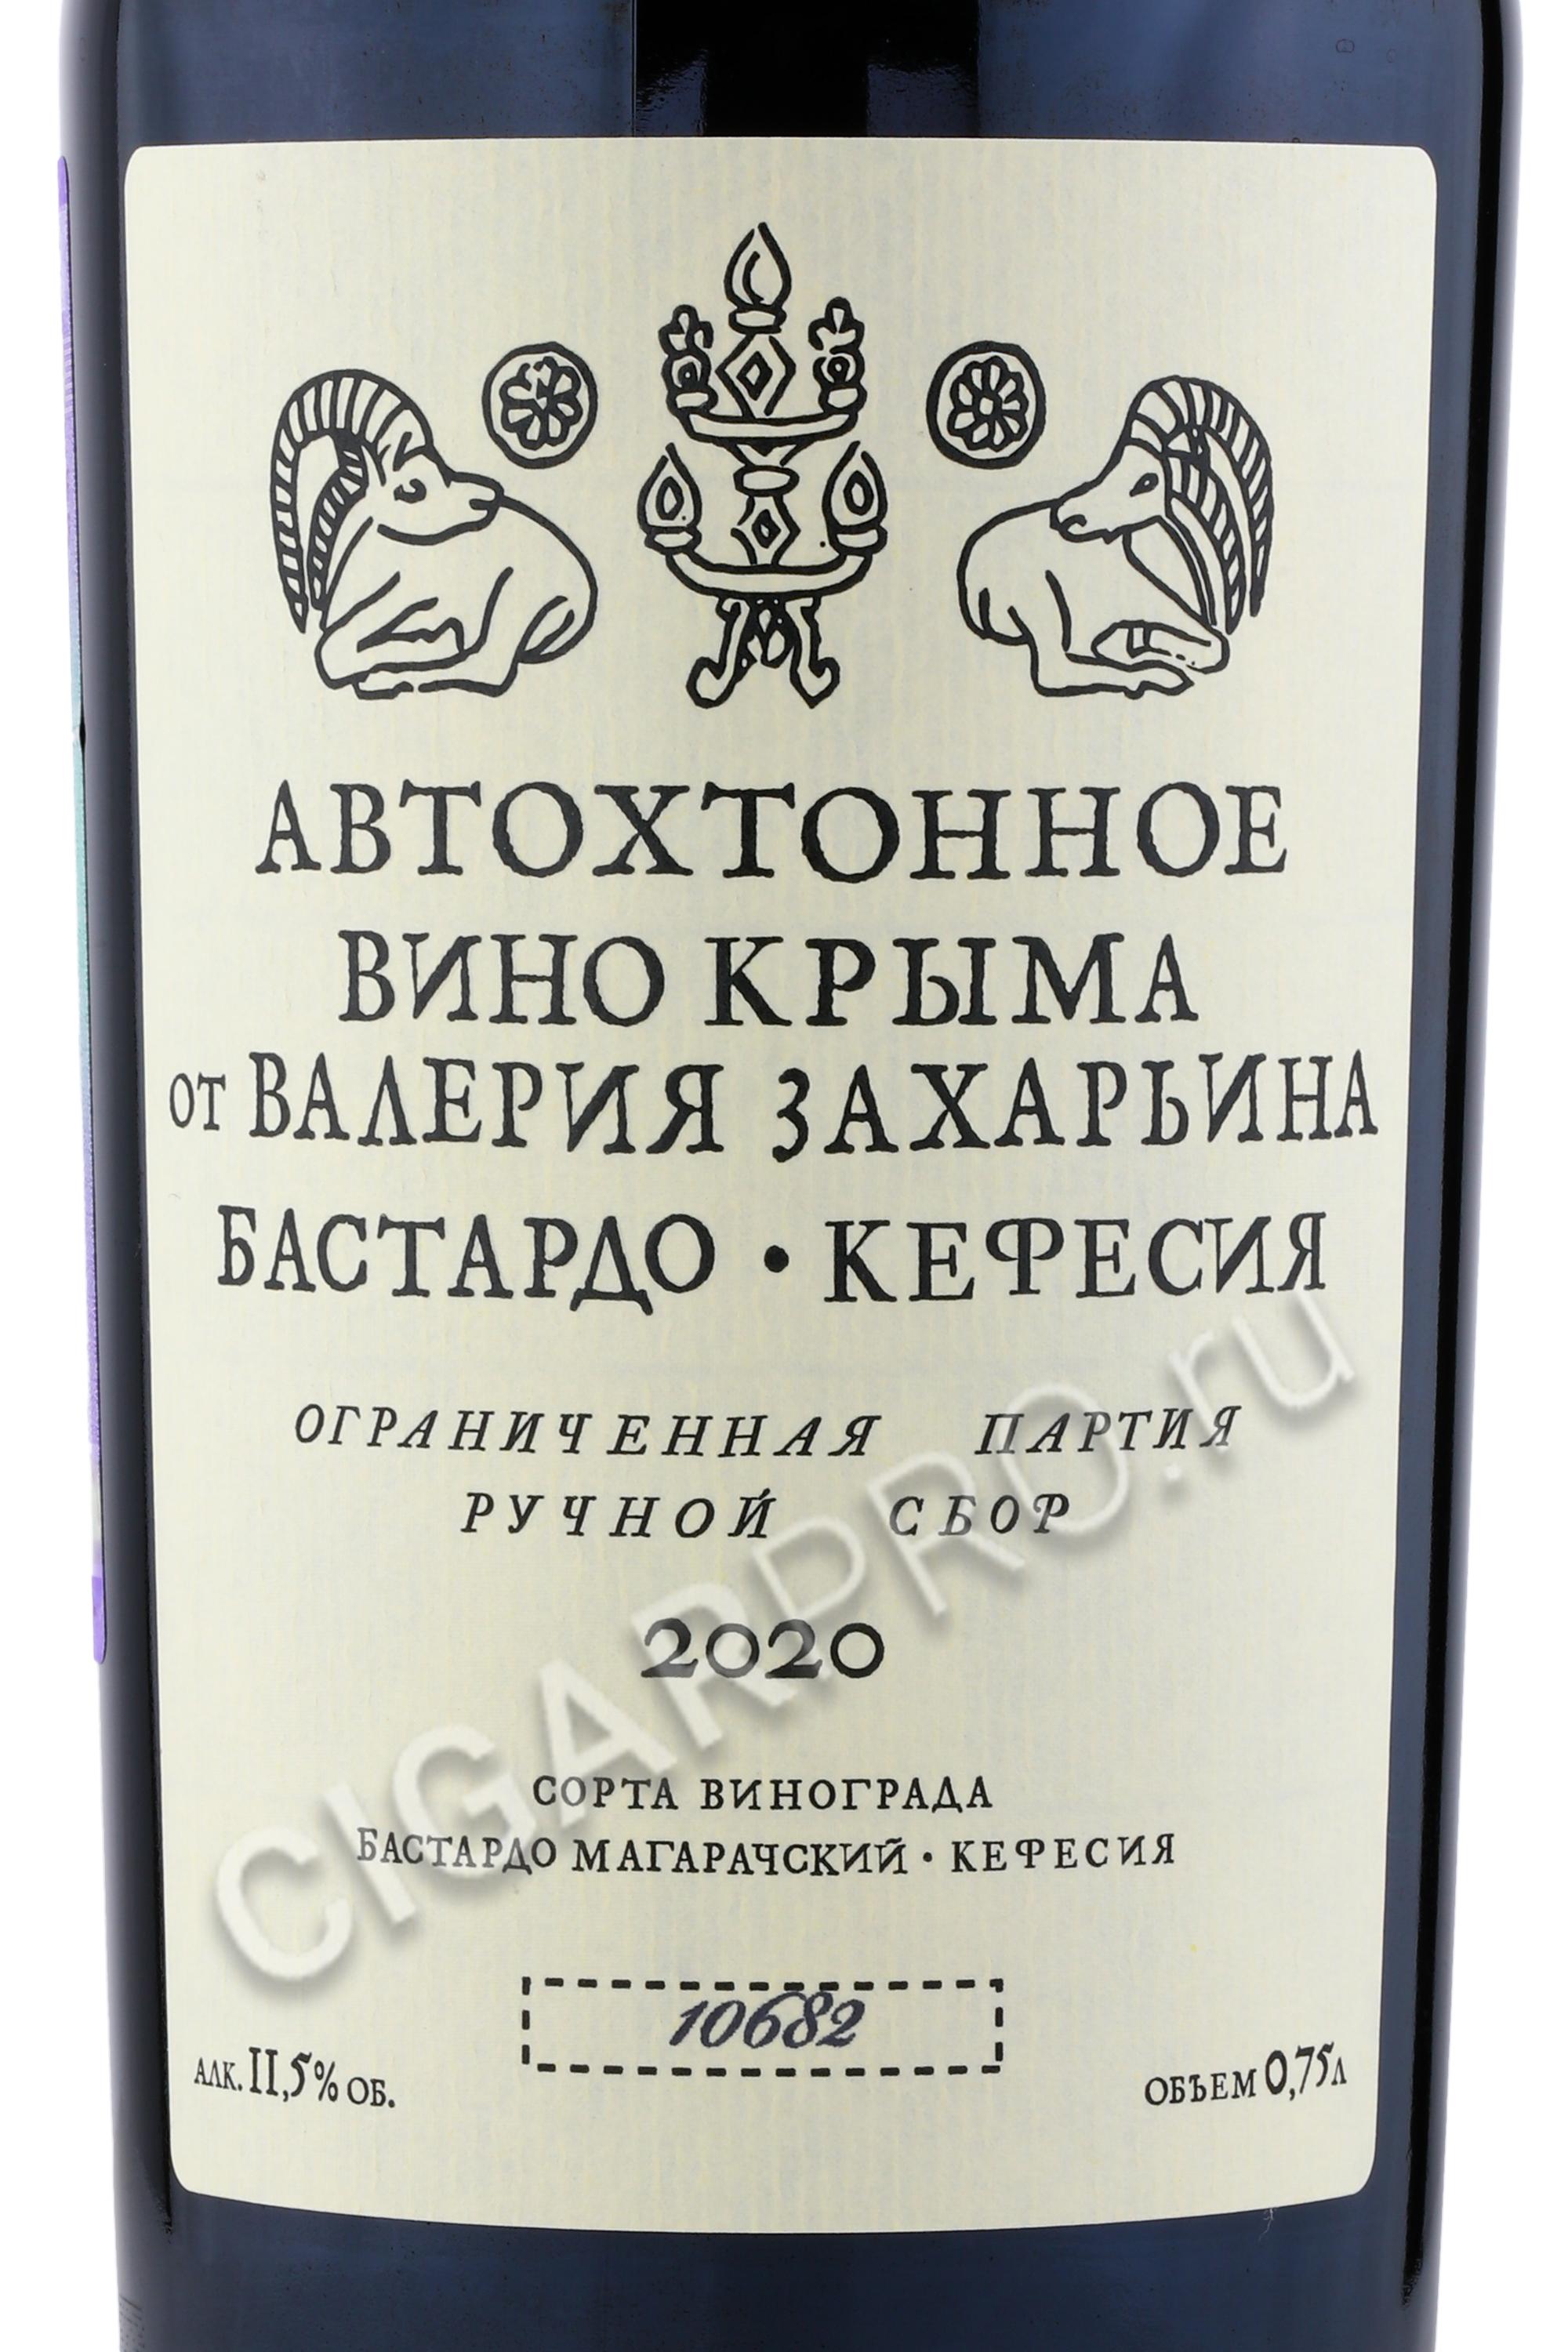 АВТОХТОННОЕ
ВИНО КРЫМА
от ВАЛЕРИЯ ЗАХАРЬИНА
БАСТАРДО • КЕФЕСИЯ
ОГРАНИЧЕННАЯ ПАРТИЯ
РУЧНОЙ СБОР
2020
СОРТА ВИНОГРАДА
БАСТАРДО МАГАРАЧСКИЙ • КЕФЕСИЯ
10682
АЛК. 11,5% ОБ.
ОБЪЕМ 0,75Л
CIGARPRO.ru